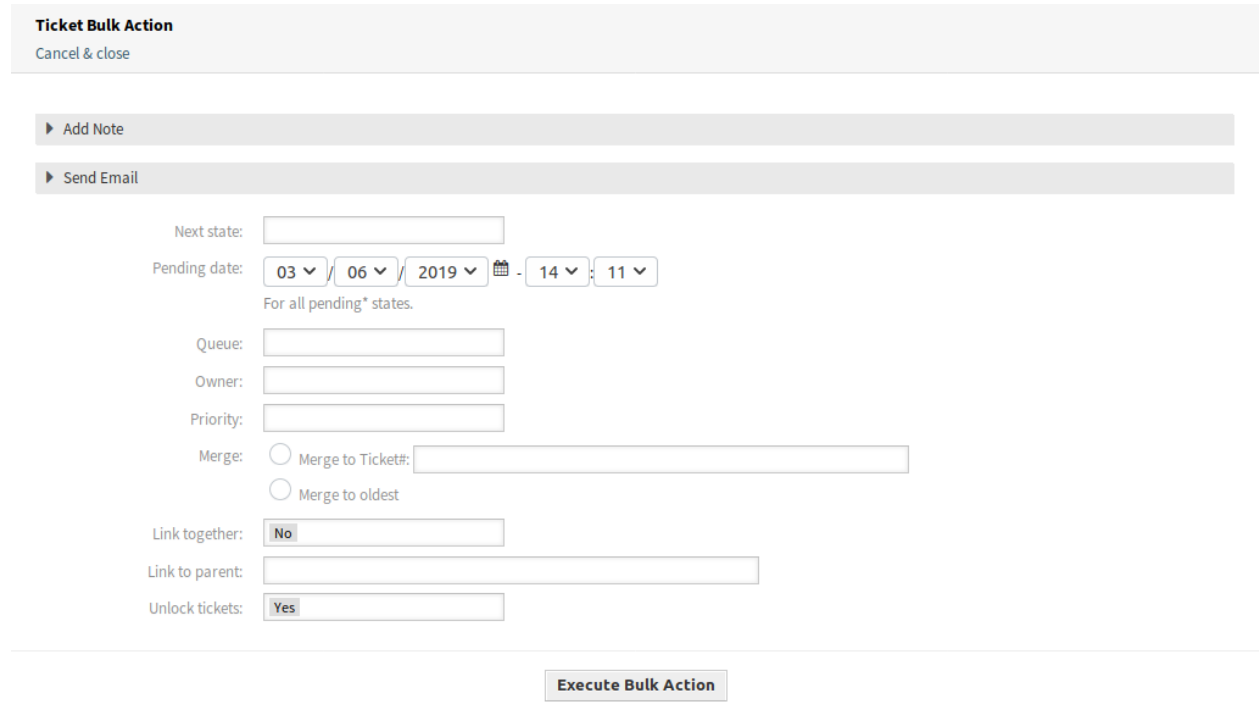 Ticket Bulk Action
Cancel & close
Add Note
Send Email
Next state:
Pending date: 03 / 06 / 2019 - 14 : 11
For all pending* states.
Queue:
Owner:
Priority:
Merge: Merge to Ticket#:
Merge to oldest
Link together: No
Link to parent:
Unlock tickets: Yes
Execute Bulk Action